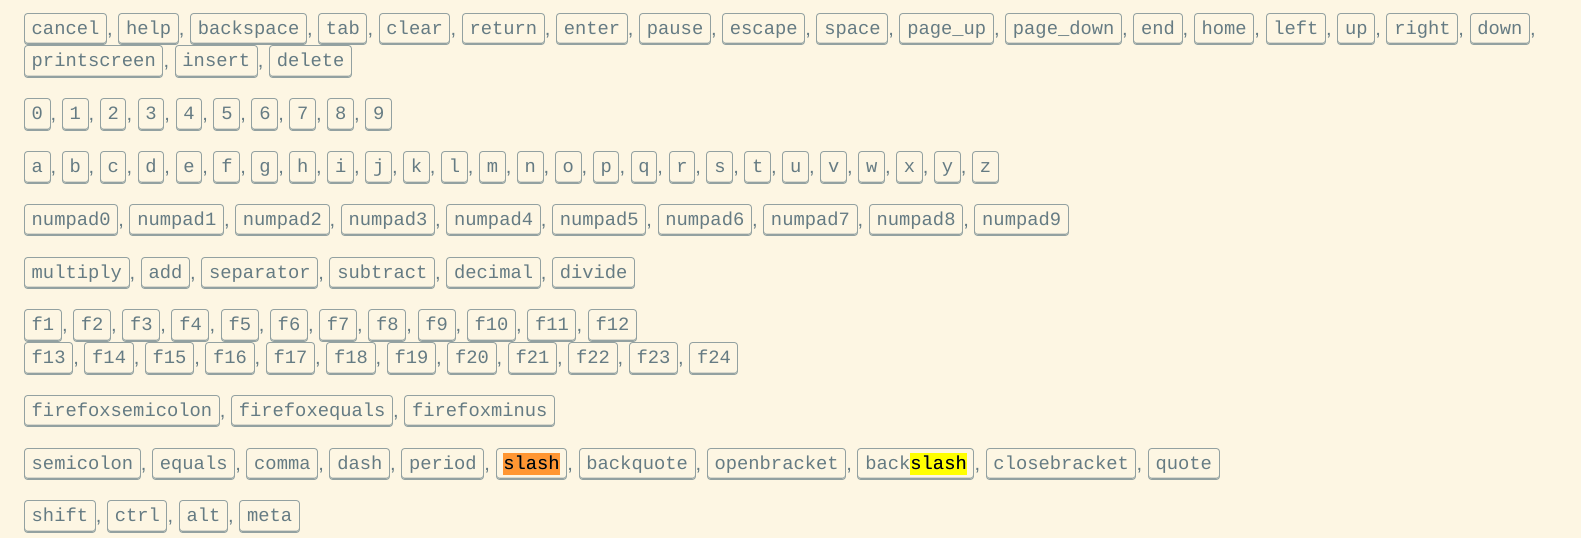 cancel, help, backspace, tab, clear, return, enter, pause, escape, space, page_up, page_down, end, home, left, up, right, down,
printscreen, insert, delete
0, 1, 2, 3, 4, 5, 6, 7, 8, 9
a, b, c, d, e, f, g, h, i, j, k, l, m, n, o, p, q, r, s, t, u, v, w, x, y, z
numpad0, numpad1, numpad2, numpad3, numpad4, numpad5, numpad6, numpad7, numpad8, numpad9
multiply, add, separator, subtract, decimal, divide
f1, f2, f3, f4, f5, f6, f7, f8, f9, f10, f11, f12
f13, f14, f15, f16, f17, f18, f19, f20, f21, f22, f23, f24
firefoxsemicolon, firefoxequals, firefoxminus
semicolon, equals, comma, dash, period, slash, backquote, openbracket, backslash, closebracket, quote
shift, ctrl, alt, meta